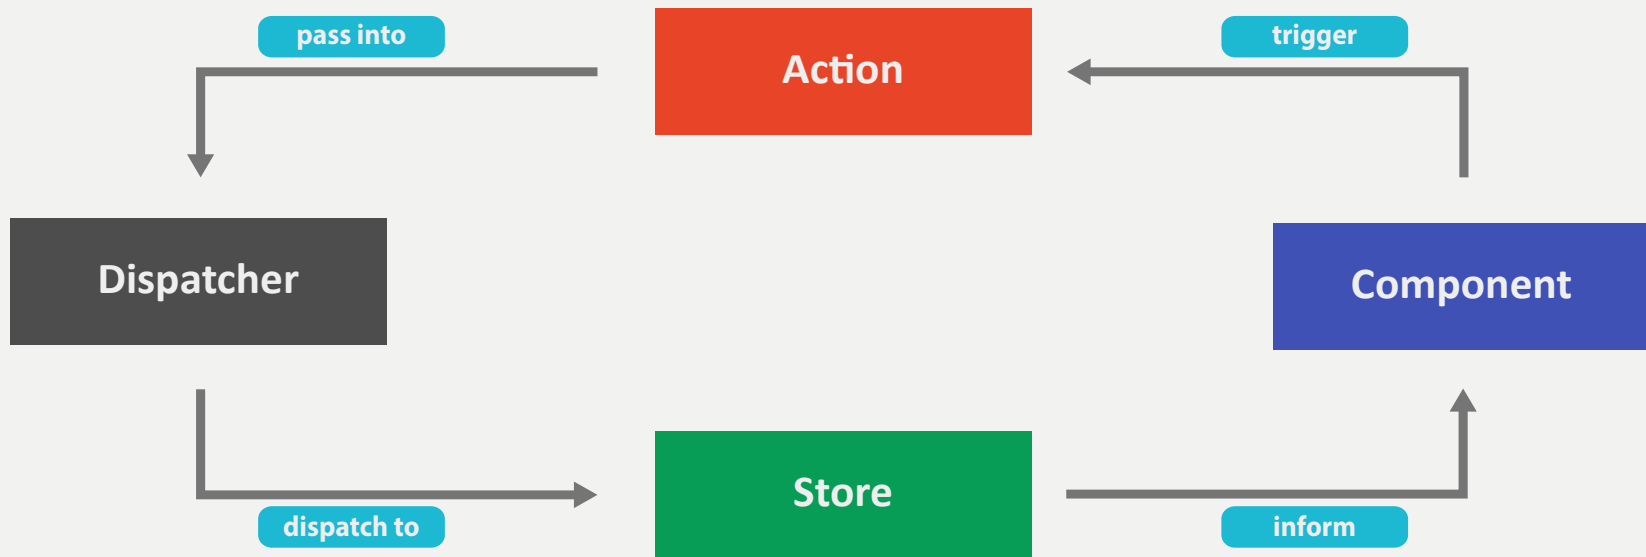 pass into
Action
trigger
Dispatcher
Component
Store
dispatch to
inform